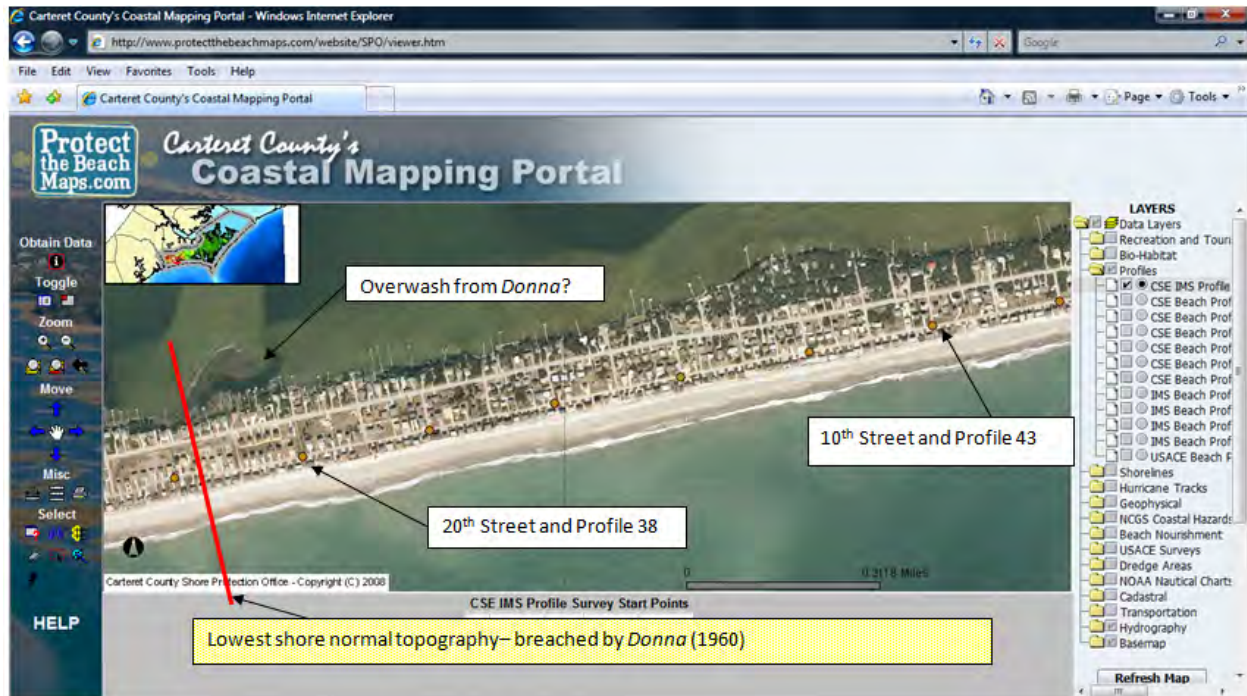 Carteret County's Coastal Mapping Portal - Windows Internet Explorer
http://www.protectthebeachmaps.com/website/SPO/viewer.htm
Google
File Edit View Favorites Tools Help
Carteret County's Coastal Mapping Portal
Page Tools
Protect
the Beach
Maps.com
Carteret County's
Coastal Mapping Portal
Obtain Data
Toggle
Zoom
Move
Misc
Select
HELP
Overwash from Donna?
10th Street and Profile 43
20th Street and Profile 38
0 0.3118 Miles
Carteret County Shore Protection Office - Copyright (C) 2008
CSE IMS Profile Survey Start Points
Lowest shore normal topography– breached by Donna (1960)
LAYERS
Data Layers
Recreation and Touri
Bio-Habitat
Profiles
CSE IMS Profile
CSE Beach Prof
CSE Beach Prof
CSE Beach Prof
CSE Beach Prof
CSE Beach Prof
CSE Beach Prof
IMS Beach Prof
IMS Beach Prof
IMS Beach Prof
IMS Beach Prof
USACE Beach P
Shorelines
Hurricane Tracks
Geophysical
NCGS Coastal Hazards
Beach Nourishment
USACE Surveys
Dredge Areas
NOAA Nautical Charts
Cadastral
Transportation
Hydrography
Basemap
Refresh Map